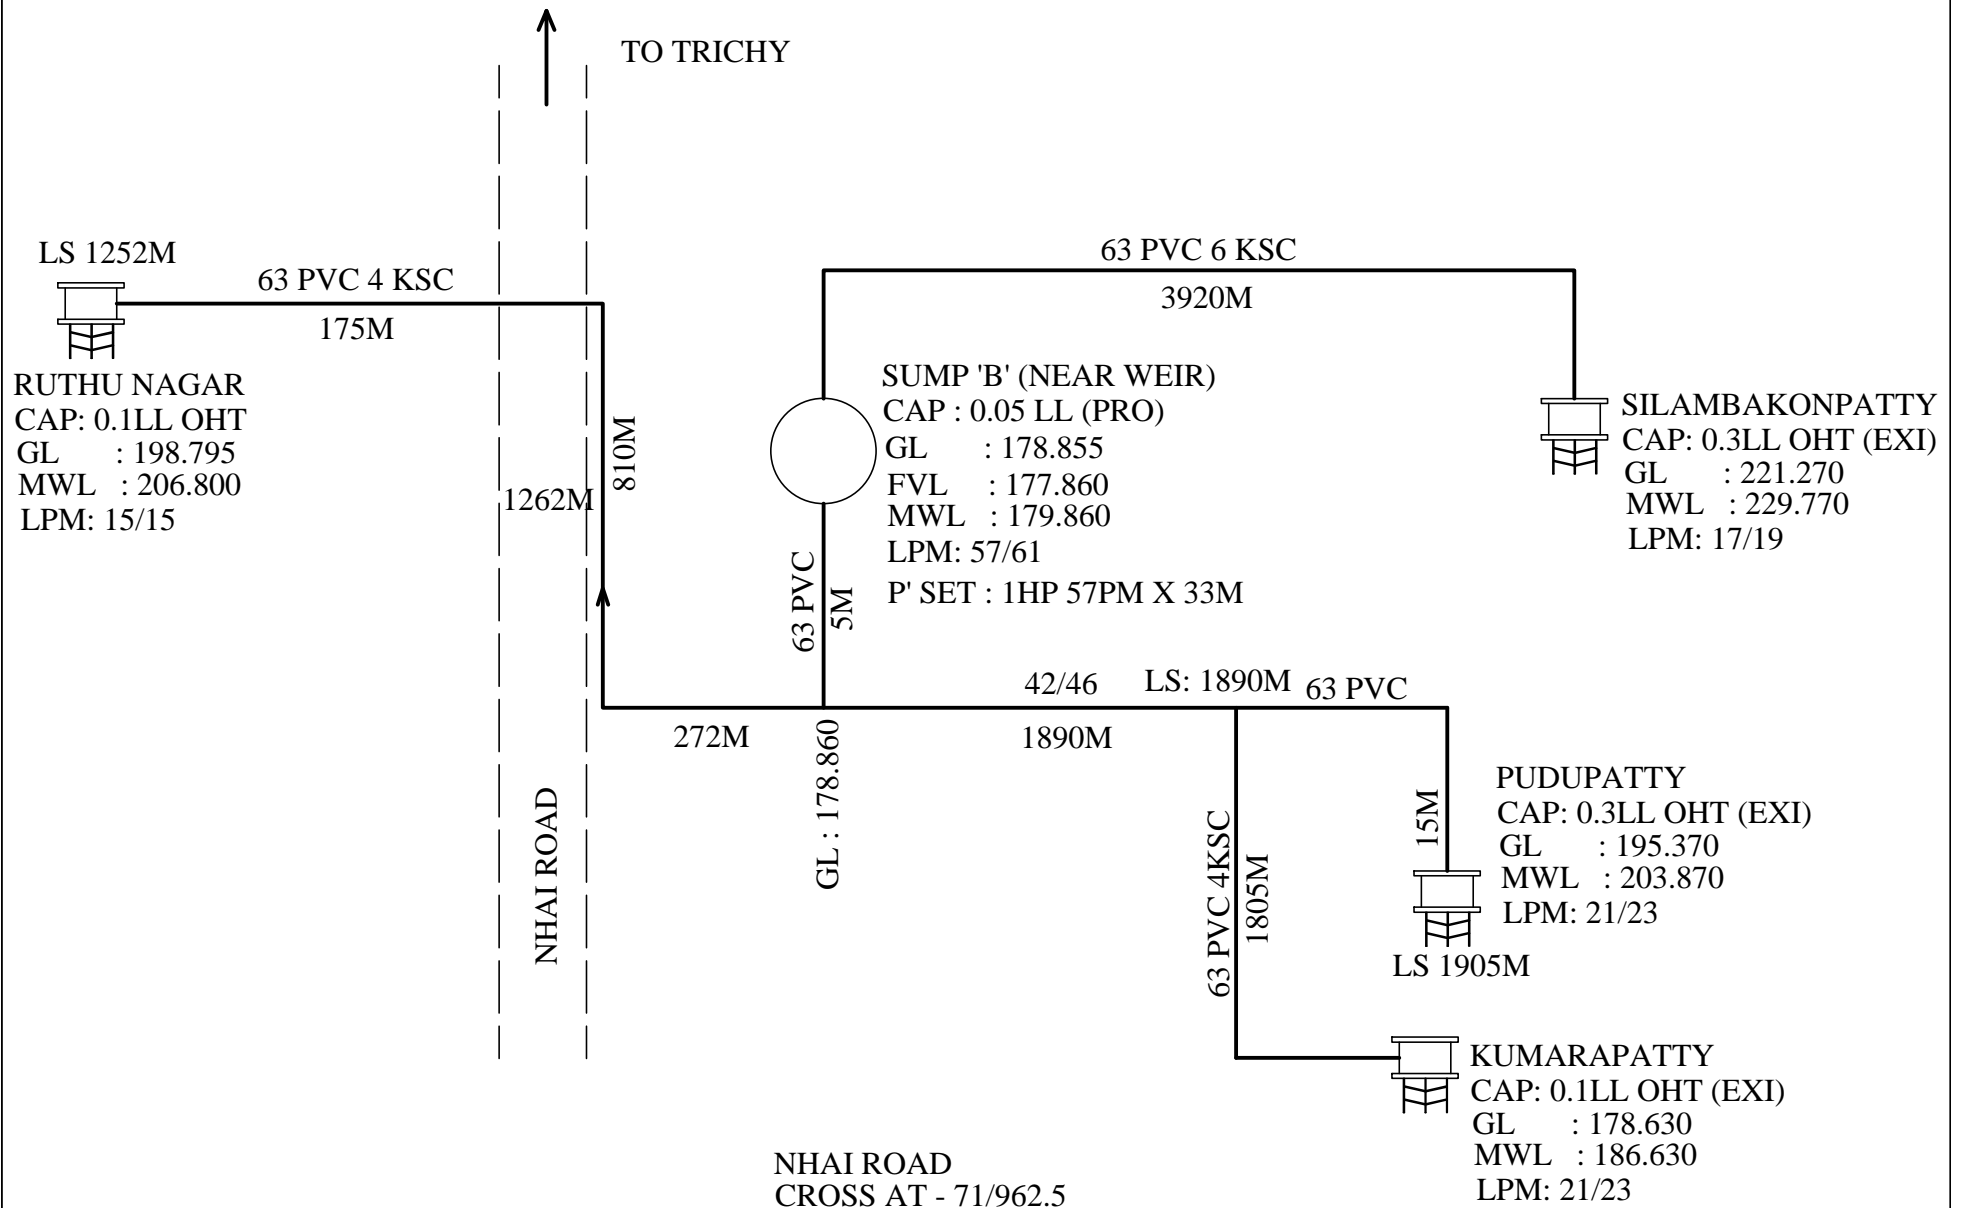 TO TRICHY
LS 1252M
63 PVC 4 KSC
175M
RUTHU NAGAR
CAP: 0.1LL OHT
GL : 198.795
MWL : 206.800
LPM: 15/15
1262M
810M
63 PVC 6 KSC
3920M
SUMP 'B' (NEAR WEIR)
CAP : 0.05 LL (PRO)
GL : 178.855
FVL : 177.860
MWL : 179.860
LPM: 57/61
P' SET : 1HP 57PM X 33M
63 PVC
5M
SILAMBAKONPATTY
CAP: 0.3LL OHT (EXI)
GL : 221.270
MWL : 229.770
LPM: 17/19
272M
GL : 178.860
42/46
1890M
LS: 1890M
63 PVC
15M
PUDUPATTY
CAP: 0.3LL OHT (EXI)
GL : 195.370
MWL : 203.870
LPM: 21/23
LS 1905M
63 PVC 4KSC
1805M
KUMARAPATTY
CAP: 0.1LL OHT (EXI)
GL : 178.630
MWL : 186.630
LPM: 21/23
NHAI ROAD
NHAI ROAD
CROSS AT - 71/962.5